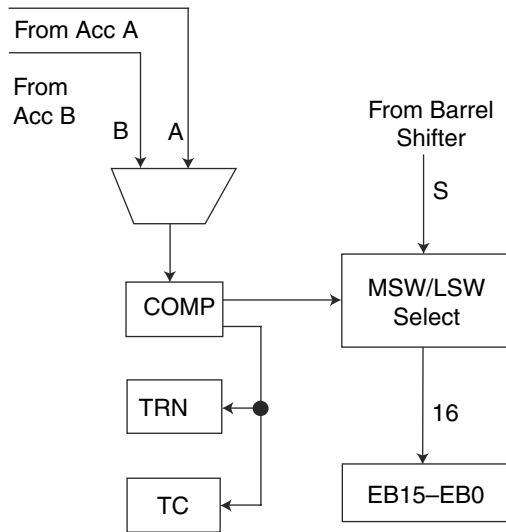 From Acc A
From
Acc B
B
A
From Barrel
Shifter
S
COMP
MSW/LSW
Select
TRN
16
TC
EB15–EB0